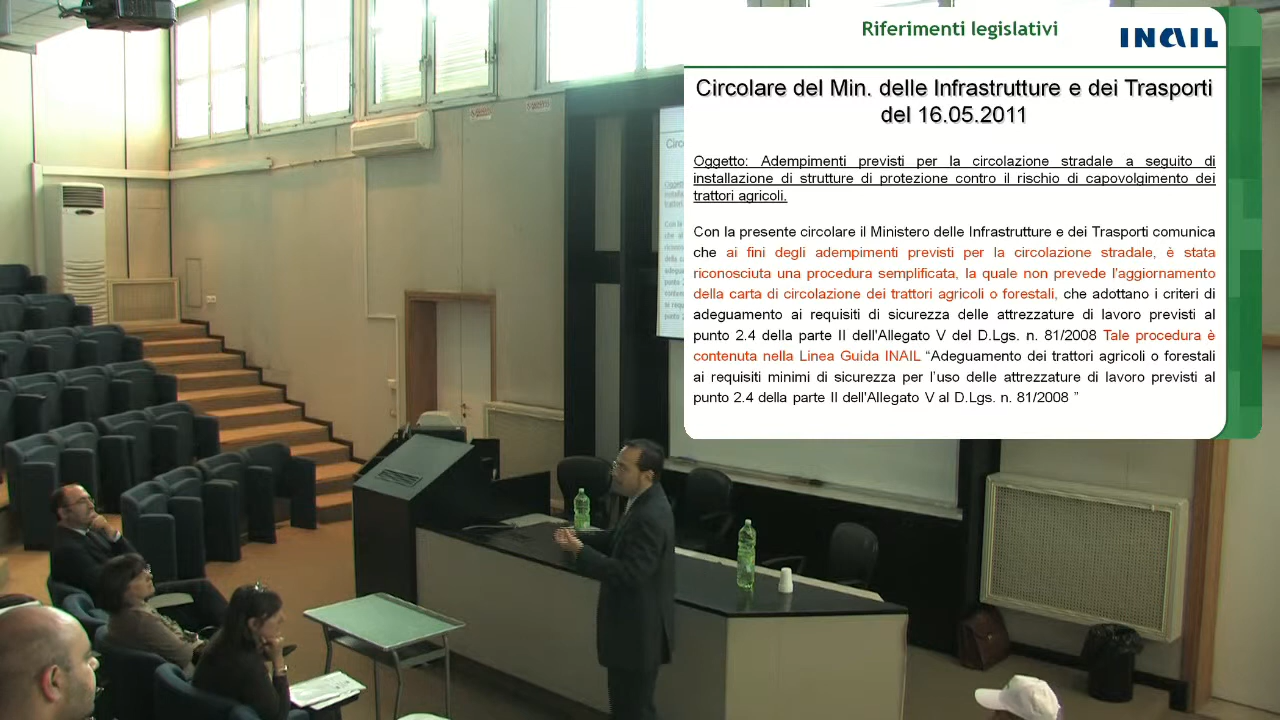 Riferimenti legislativi
INAIL
Circolare del Min. delle Infrastrutture e dei Trasporti
del 16.05.2011
Oggetto: Adempimenti previsti per la circolazione stradale a seguito di
installazione di strutture di protezione contro il rischio di capovolgimento dei
trattori agricoli.
Con la presente circolare il Ministero delle Infrastrutture e dei Trasporti comunica
che ai fini degli adempimenti previsti per la circolazione stradale, è stata
riconosciuta una procedura semplificata, la quale non prevede l'aggiornamento
della carta di circolazione dei trattori agricoli o forestali, che adottano i criteri di
adeguamento ai requisiti di sicurezza delle attrezzature di lavoro previsti al
punto 2.4 della parte II dell'Allegato V del D.Lgs. n. 81/2008 Tale procedura è
contenuta nella Linea Guida INAIL “Adeguamento dei trattori agricoli o forestali
ai requisiti minimi di sicurezza per l'uso delle attrezzature di lavoro previsti al
punto 2.4 della parte II dell'Allegato V al D.Lgs. n. 81/2008 ”